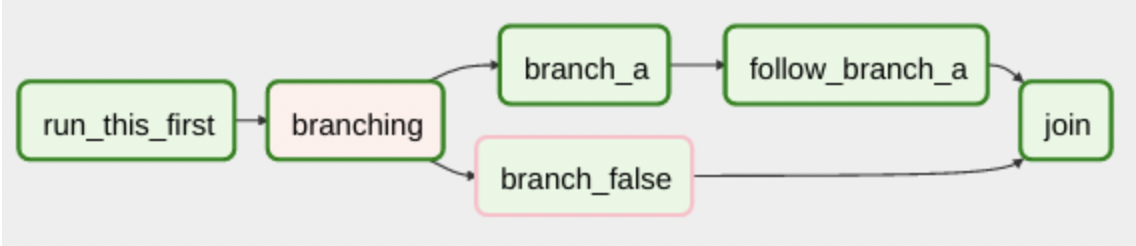 run_this_first
branching
branch_a
follow_branch_a
branch_false
join